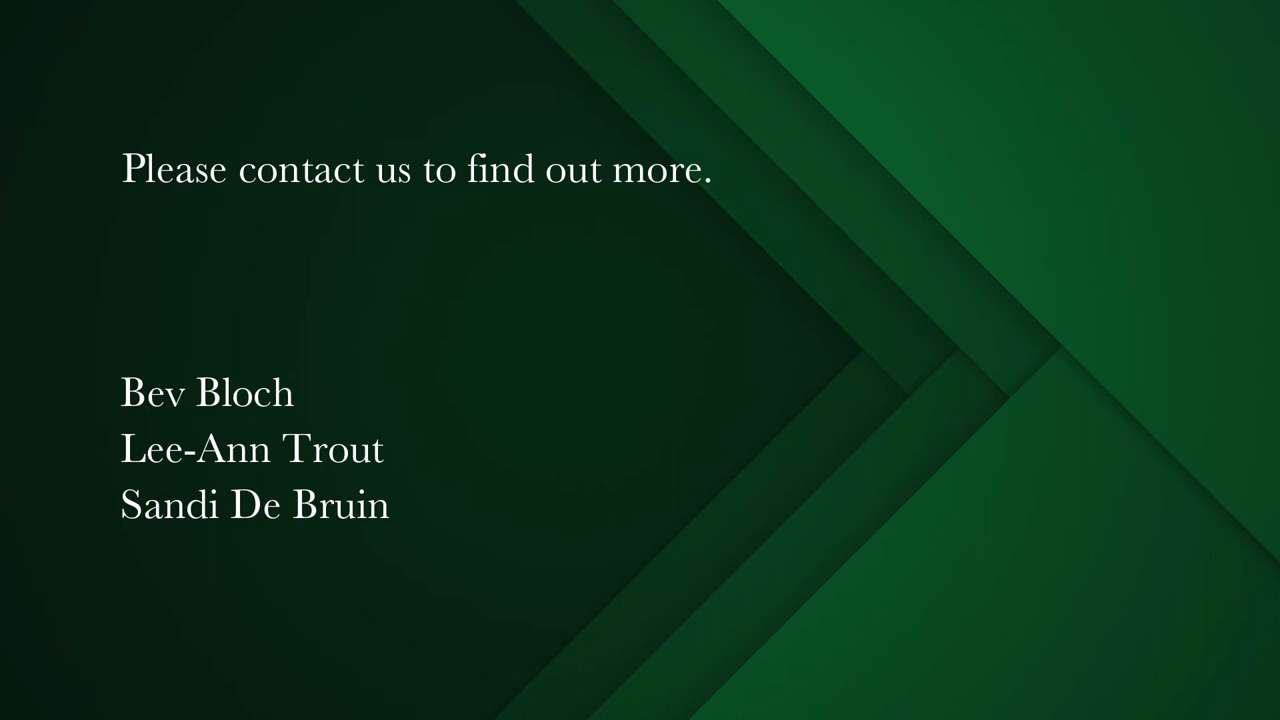 Please contact us to find out more.
Bev Bloch
Lee-Ann Trout
Sandi De Bruin